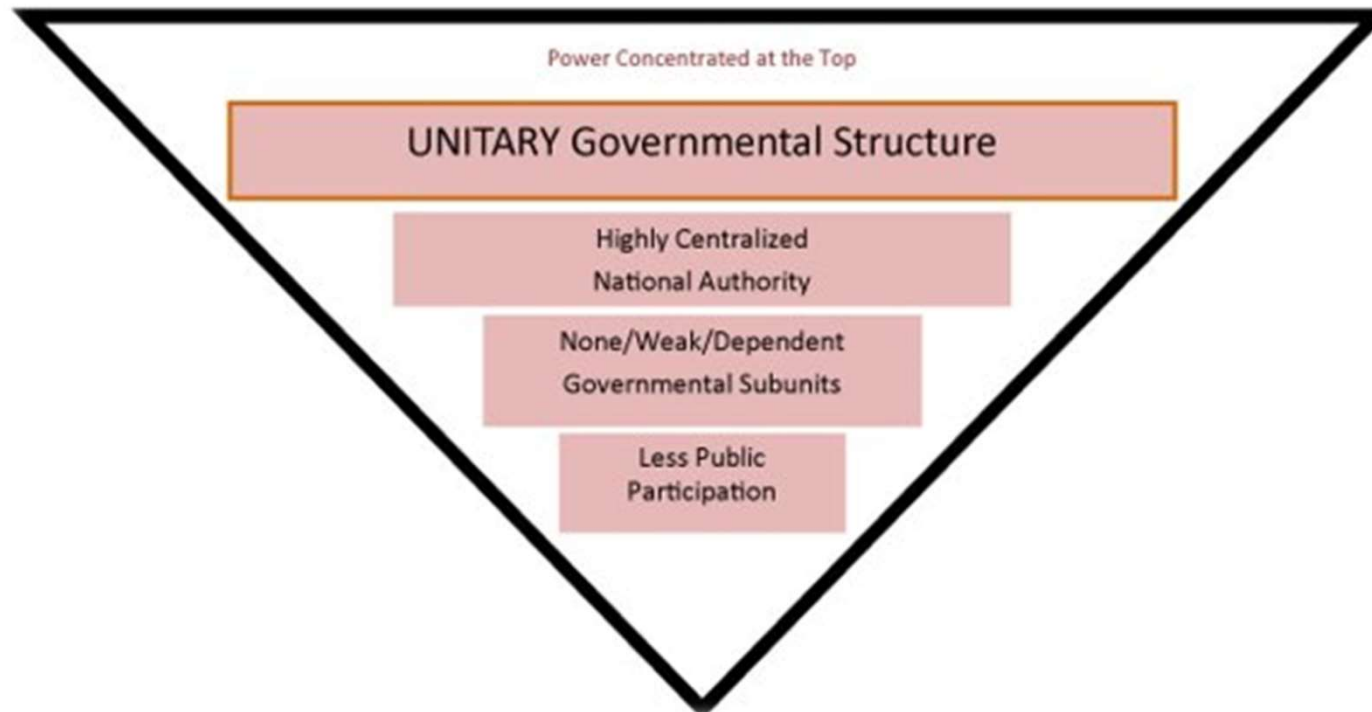 Power Concentrated at the Top
UNITARY Governmental Structure
Highly Centralized
National Authority
None/Weak/Dependent
Governmental Subunits
Less Public
Participation